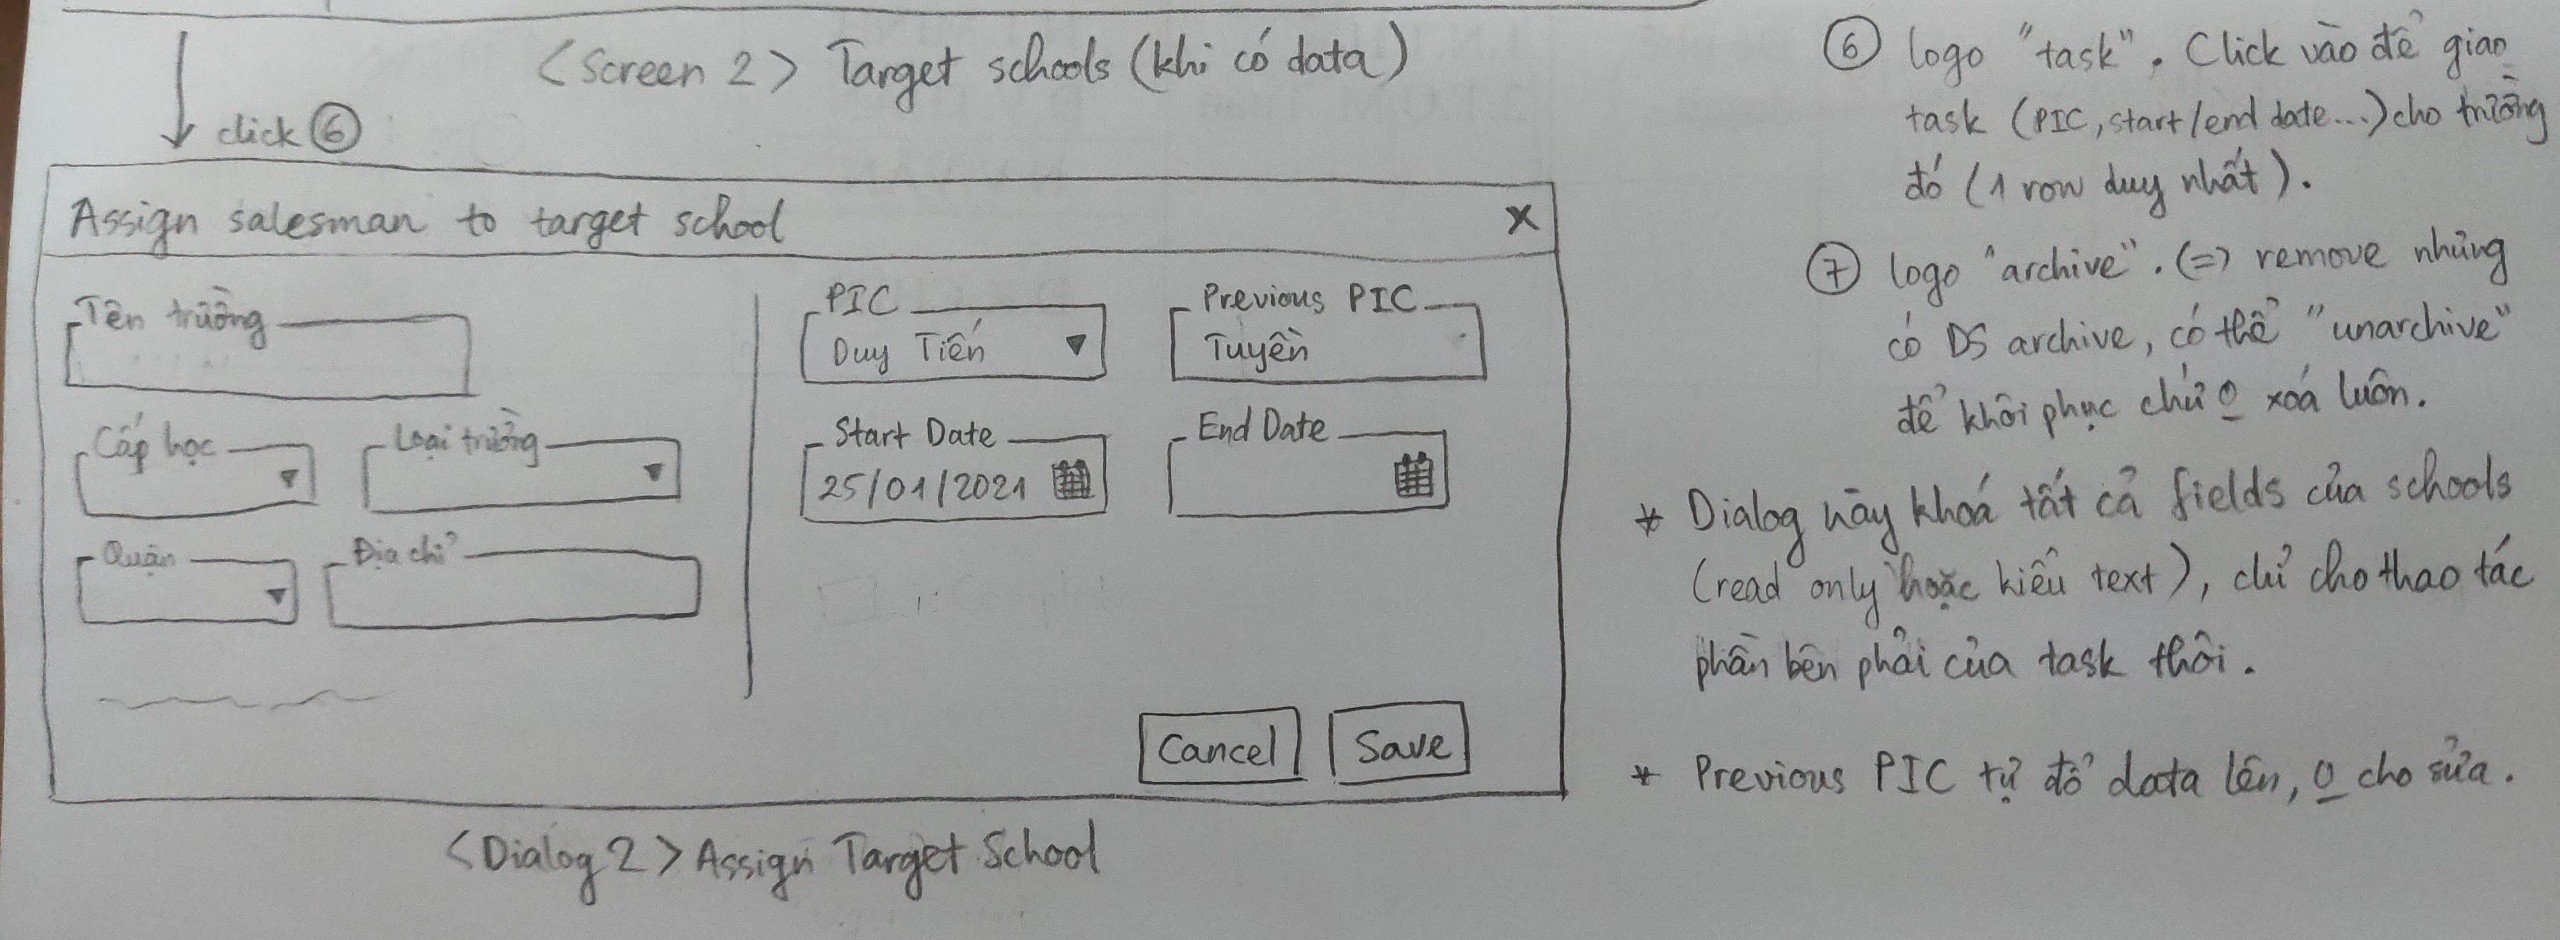 <Screen 2> Target schools (khi có data)
click ⑥
Assign salesman to target school X
Tên trường
Cấp học Loại trường
Quận Địa chỉ
PIC Previous PIC
Duy Tiến Tuyền
Start Date End Date
25/01/2021
Cancel Save
<Dialog 2> Assign Target School
⑥ logo "task". Click vào để giao
task (PIC, start/end date...) cho trường
đó (1 row duy nhất).
⑦ logo "archive". (=) remove nhưng
có DS archive, có thể "unarchive"
để khôi phục chứ 0 xoá luôn.
* Dialog này khoá tất cả fields của schools
(read only hoặc kiểu text), chỉ cho thao tác
phần bên phải của task thôi.
* Previous PIC tự đổ data lên, 0 cho sửa.